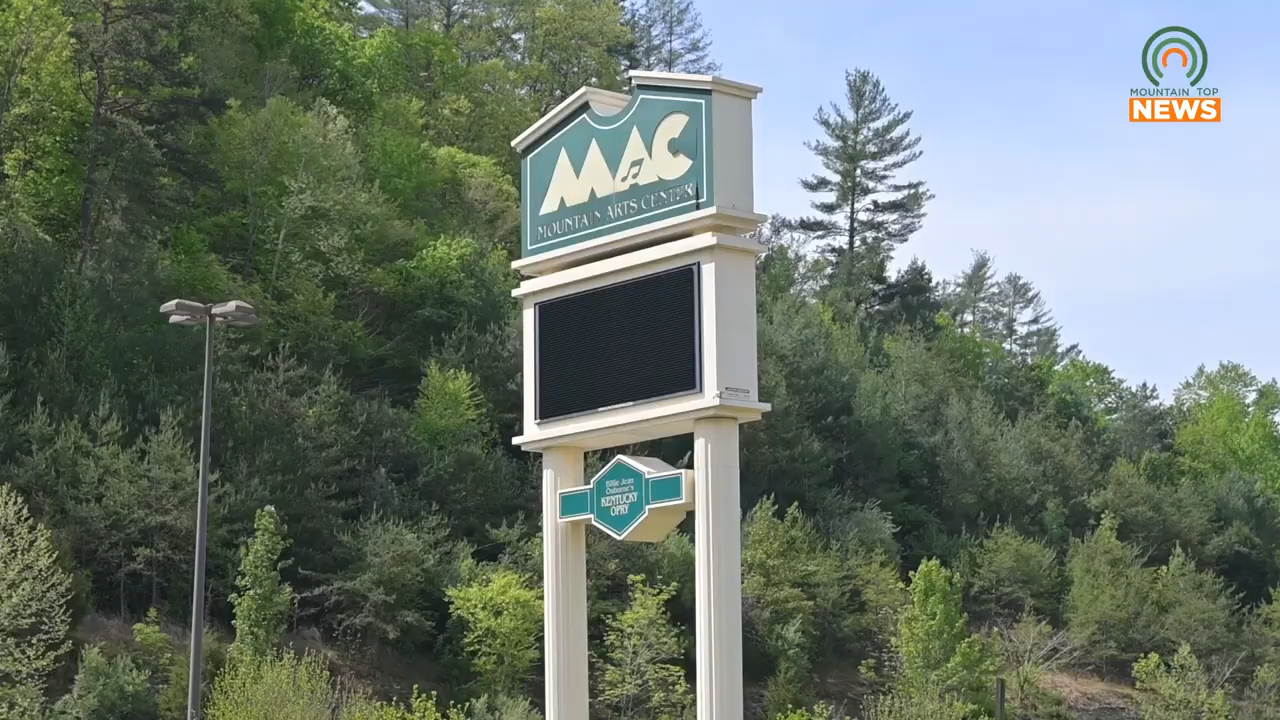 MAC
MOUNTAIN ARTS CENTER
Billie Jean
Osborne's
KENTUCKY
OPRY
MOUNTAIN TOP
NEWS